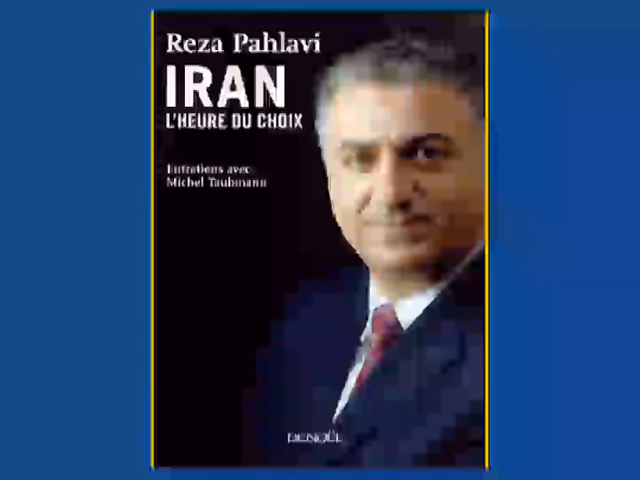 Reza Pahlavi
IRAN
L'HEURE DU CHOIX
Entretiens avec
Michel Taubmann
DENOËL